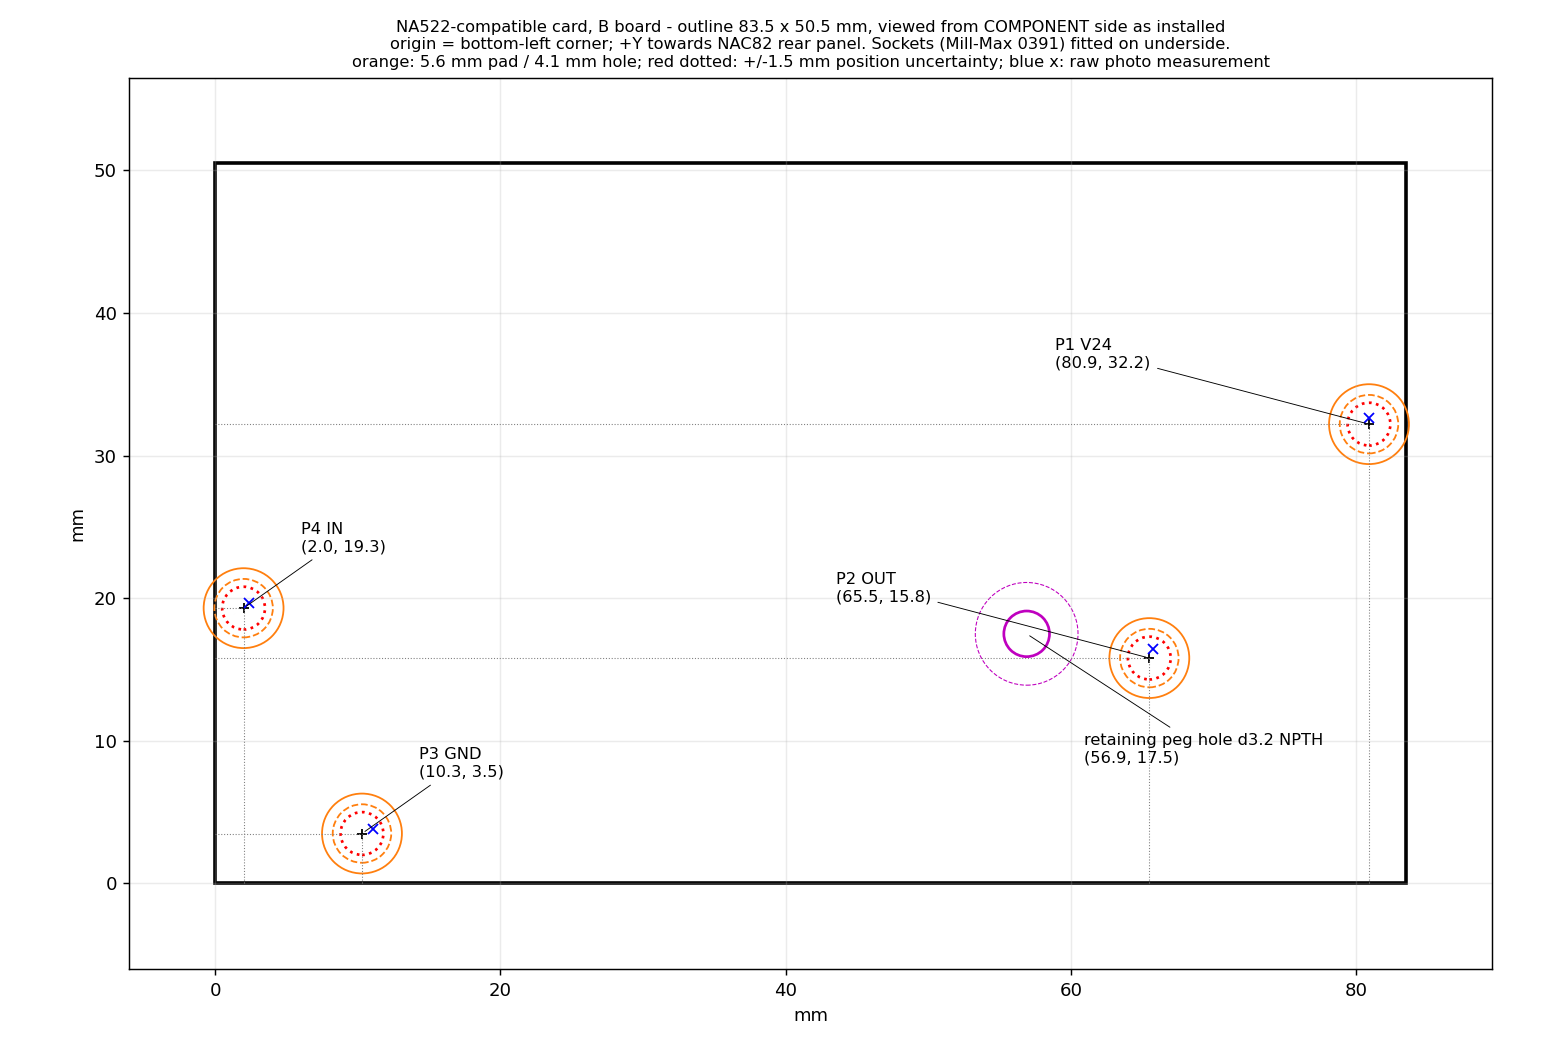 NA522-compatible card, B board - outline 83.5 x 50.5 mm, viewed from COMPONENT side as installed
origin = bottom-left corner; +Y towards NAC82 rear panel. Sockets (Mill-Max 0391) fitted on underside.
orange: 5.6 mm pad / 4.1 mm hole; red dotted: +/-1.5 mm position uncertainty; blue x: raw photo measurement
50
40
P1 V24
(80.9, 32.2)
30
mm
P4 IN
(2.0, 19.3)
P2 OUT
(65.5, 15.8)
20
retaining peg hole d3.2 NPTH
(56.9, 17.5)
10
P3 GND
(10.3, 3.5)
0
0 20 40 60 80
mm